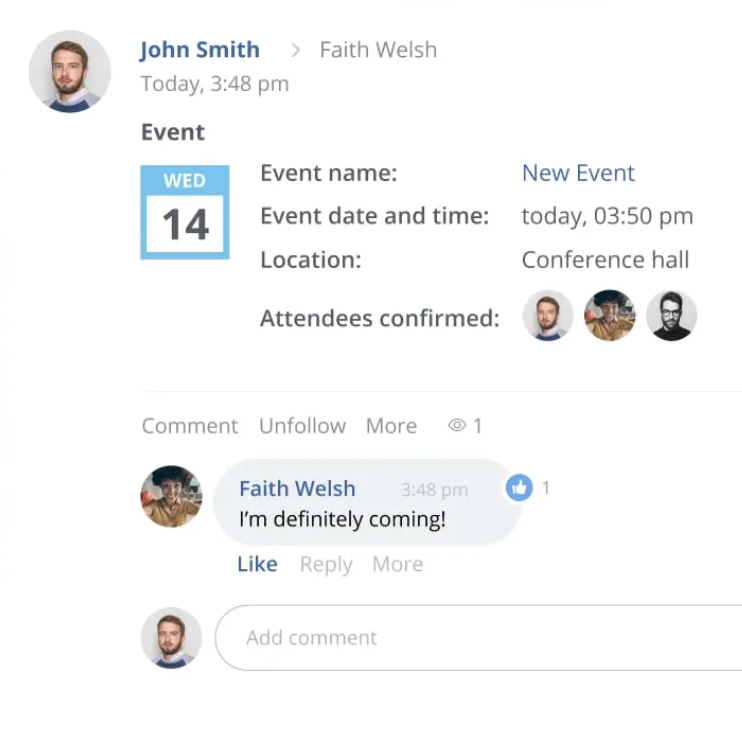 John Smith > Faith Welsh
Today, 3:48 pm
Event
WED
14
Event name: New Event
Event date and time: today, 03:50 pm
Location: Conference hall
Attendees confirmed:
Comment Unfollow More 1
Faith Welsh 3:48 pm 1
I’m definitely coming!
Like Reply More
Add comment